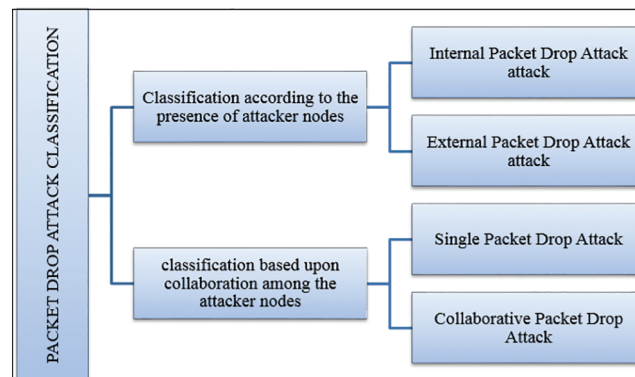 PACKET DROP ATTACK CLASSIFICATION
Classification according to the
presence of attacker nodes
Internal Packet Drop Attack
attack
External Packet Drop Attack
attack
classification based upon
collaboration among the
attacker nodes
Single Packet Drop Attack
Collaborative Packet Drop
Attack